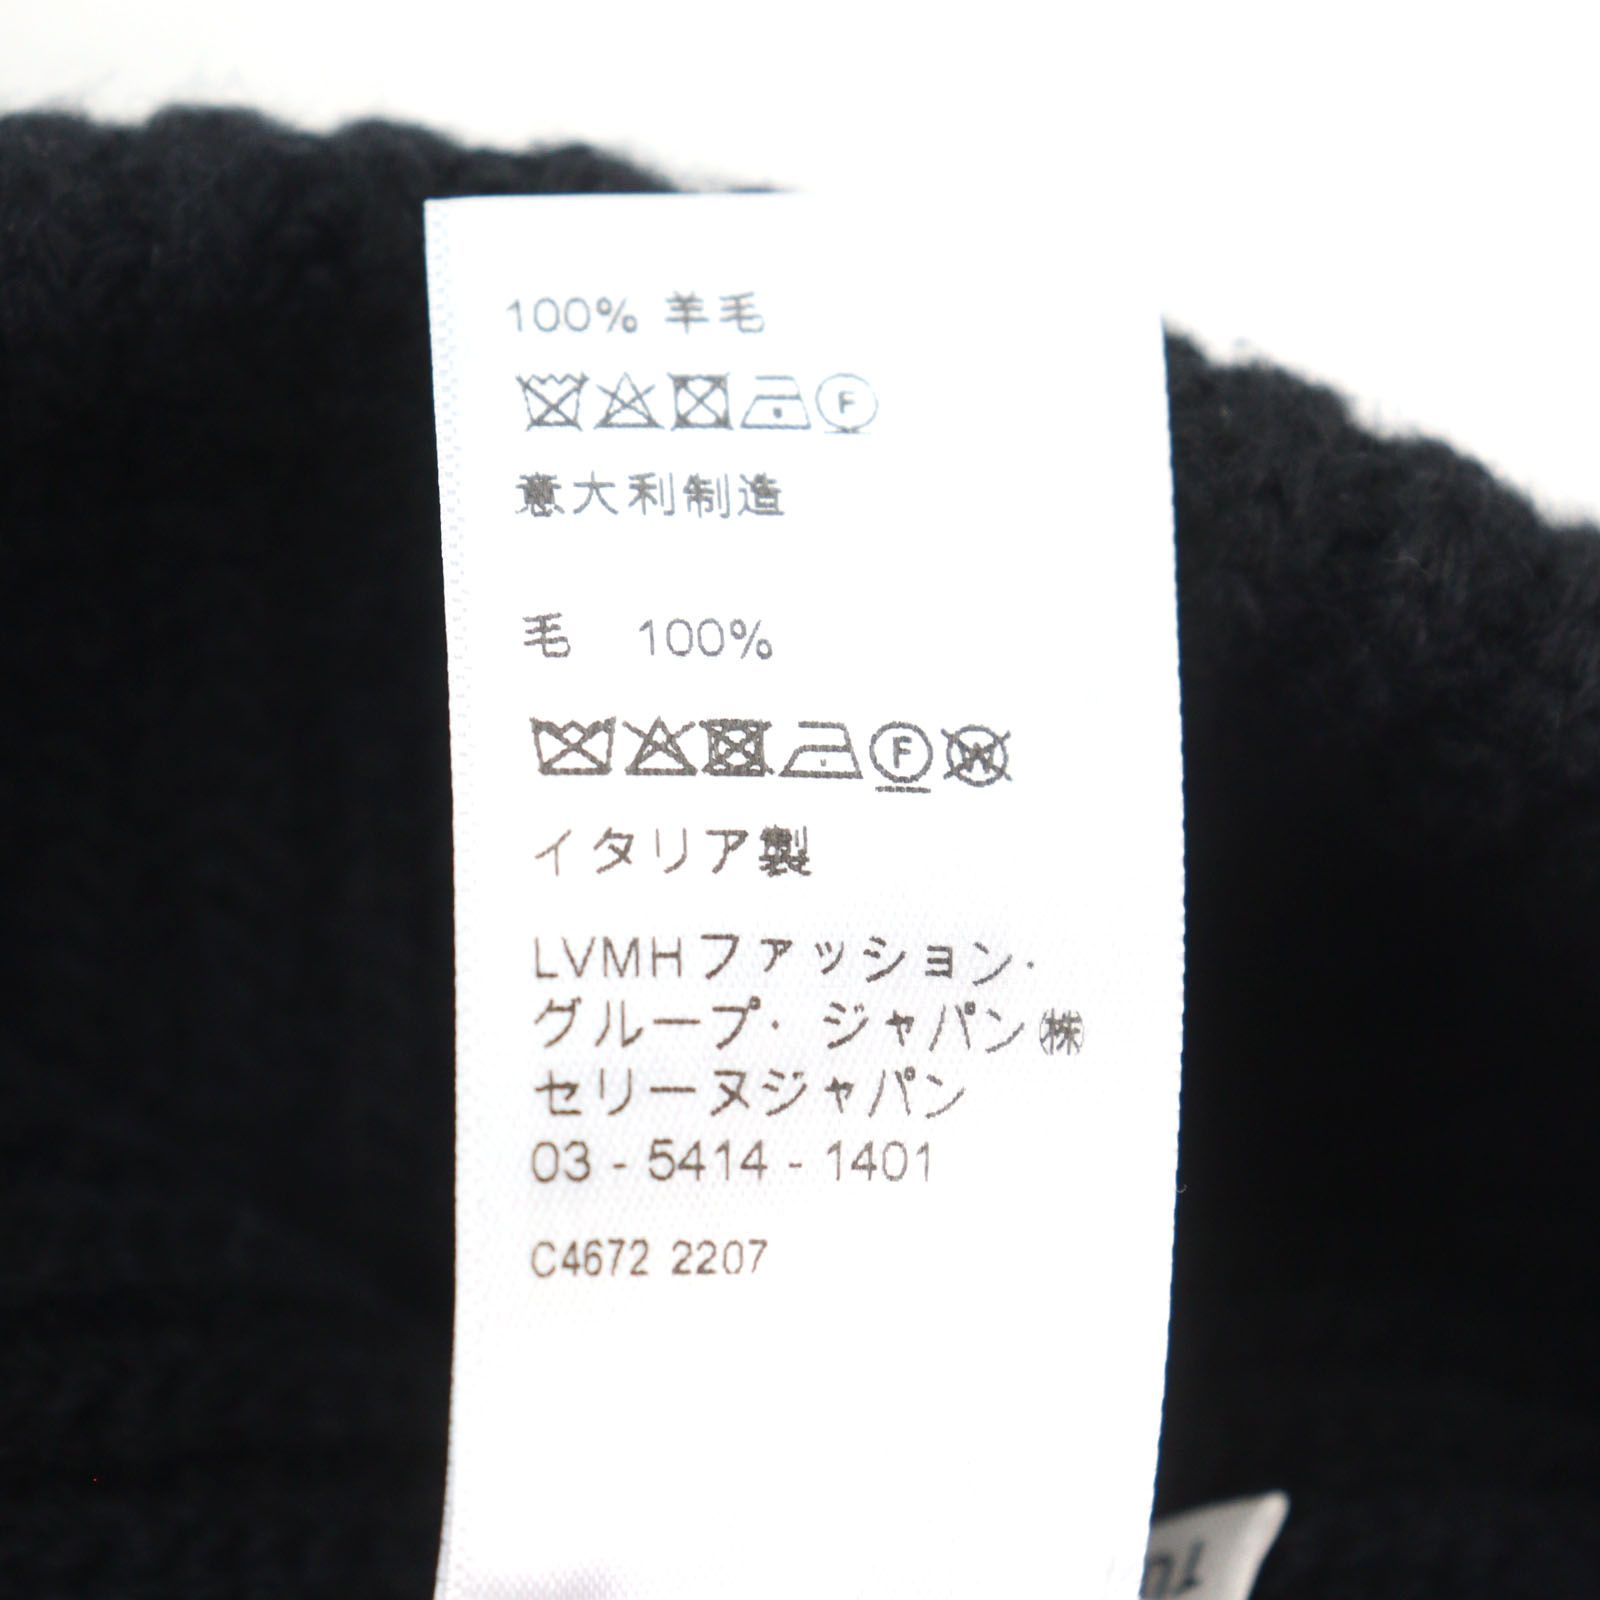 100% 羊毛
F
意大利制造
毛 100%
F W
イタリア製
LVMHファッション・
グループ・ジャパン㈱
セリーヌジャパン
03 - 5414 - 1401
C4672 2207